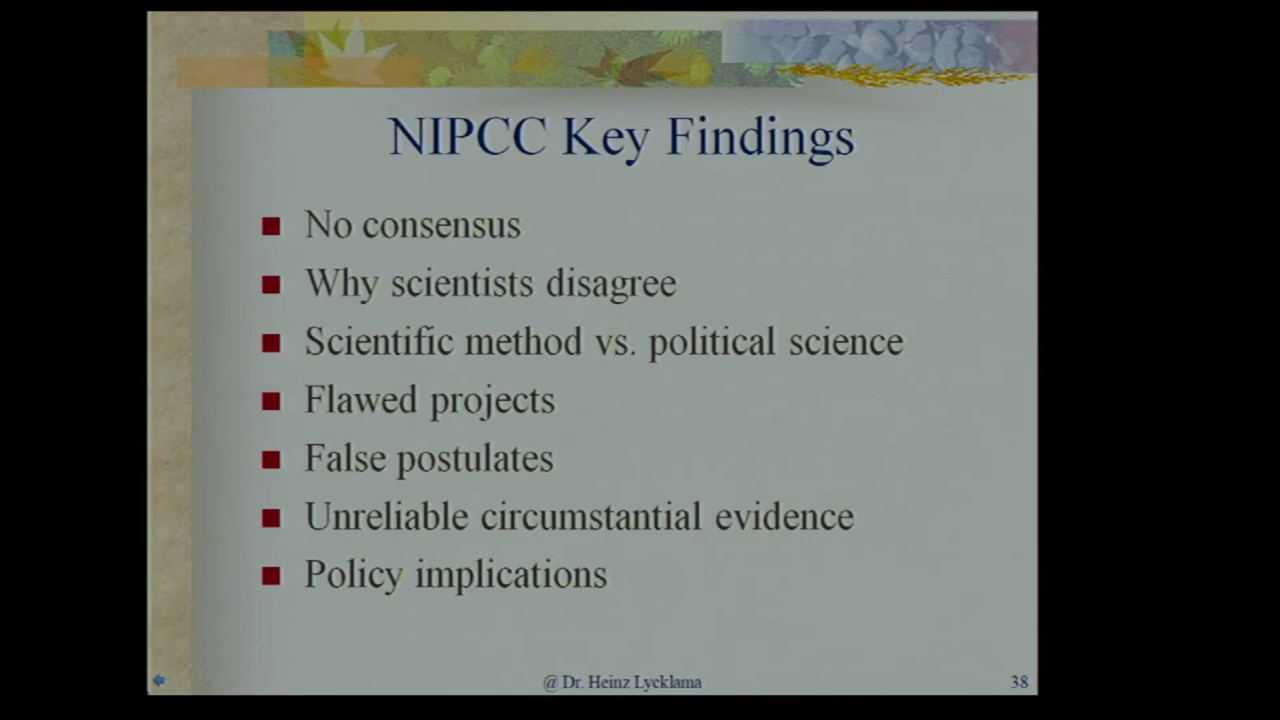 NIPCC Key Findings
No consensus
Why scientists disagree
Scientific method vs. political science
Flawed projects
False postulates
Unreliable circumstantial evidence
Policy implications
@ Dr. Heinz Lycklama
38